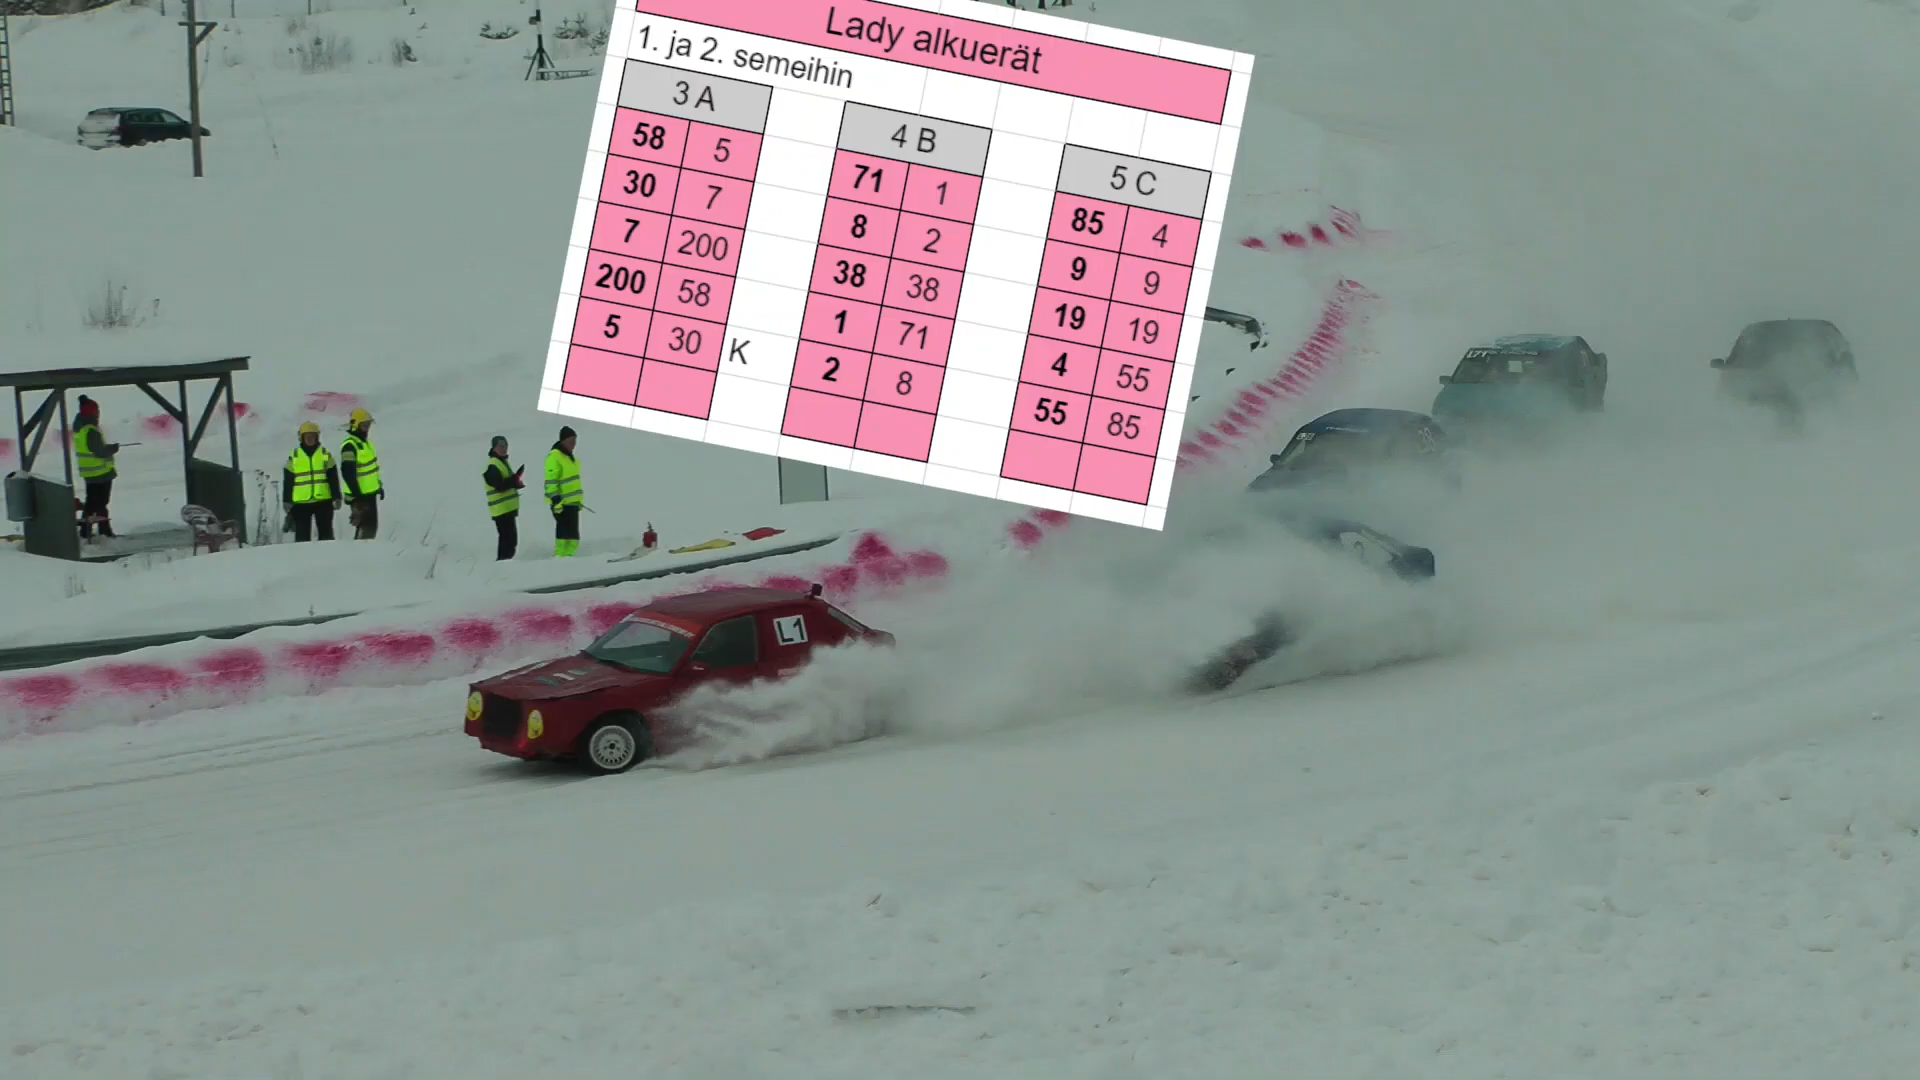 Lady alkuerät
1. ja 2. semeihin
3 A
58 5
30 7
7 200
200 58
5 30 K
4 B
71 1
8 2
38 38
1 71
2 8
5 C
85 4
9 9
19 19
4 55
55 85
L1
L71